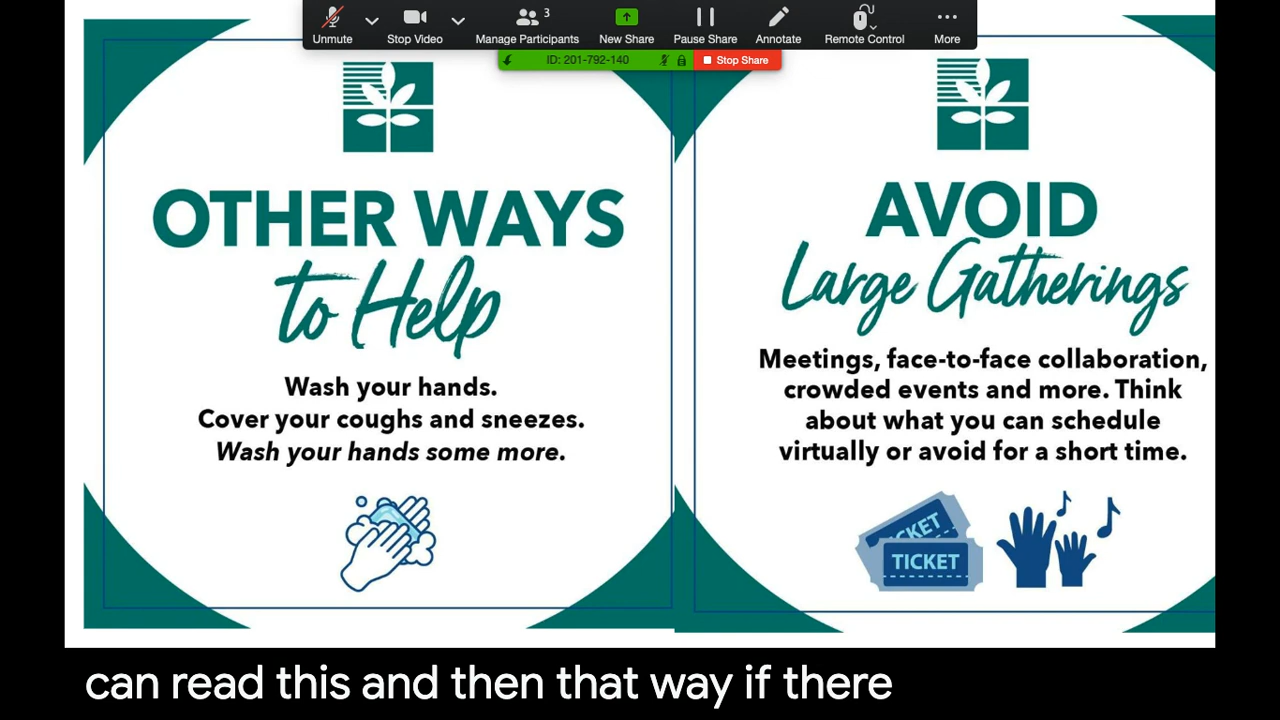 Unmute
Stop Video
Manage Participants
3
New Share
Pause Share
Annotate
Remote Control
More
ID: 201-792-140
Stop Share
OTHER WAYS
to Help
Wash your hands.
Cover your coughs and sneezes.
Wash your hands some more.
AVOID
Large Gatherings
Meetings, face-to-face collaboration,
crowded events and more. Think
about what you can schedule
virtually or avoid for a short time.
TICKET
can read this and then that way if there